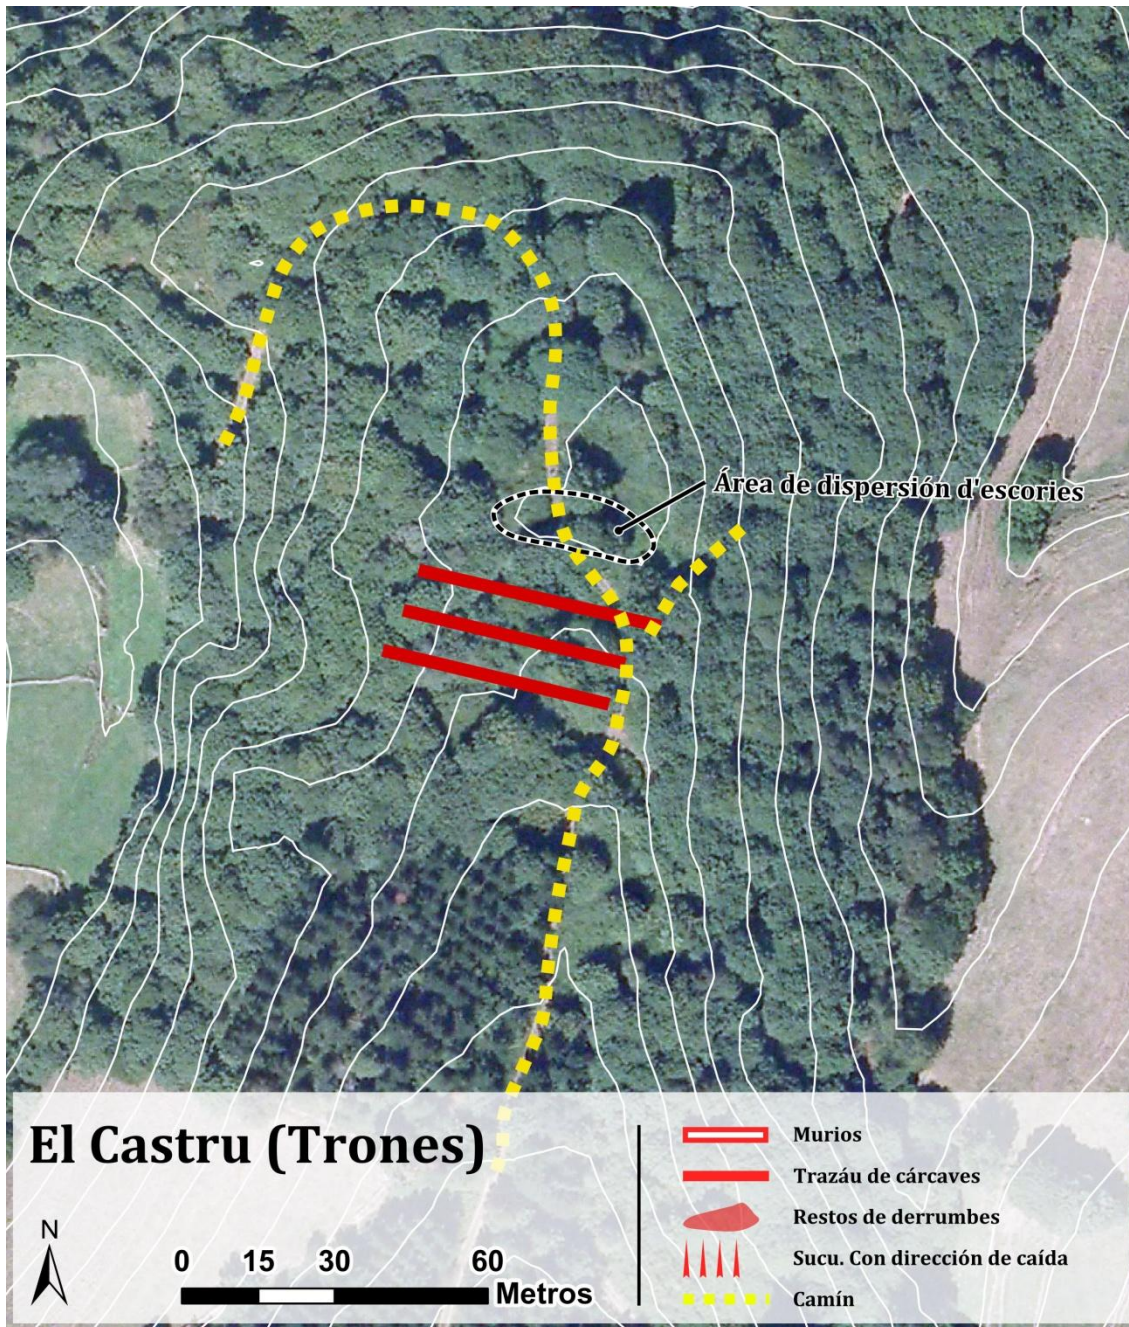 Área de dispersión d'escories
El Castru (Trones)
N
0 15 30 60
Metros
Murios
Trazáu de cárcaves
Restos de derrumbes
Sucu. Con dirección de caída
Camín